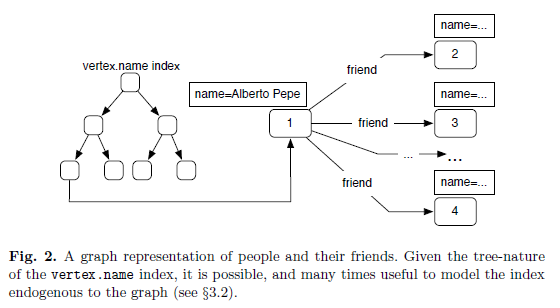 name=...
2
friend
vertex.name index
name=Alberto Pepe
name=...
1
friend
3
...
...
friend
name=...
4
Fig. 2. A graph representation of people and their friends. Given the tree-nature
of the vertex.name index, it is possible, and many times useful to model the index
endogenous to the graph (see §3.2).